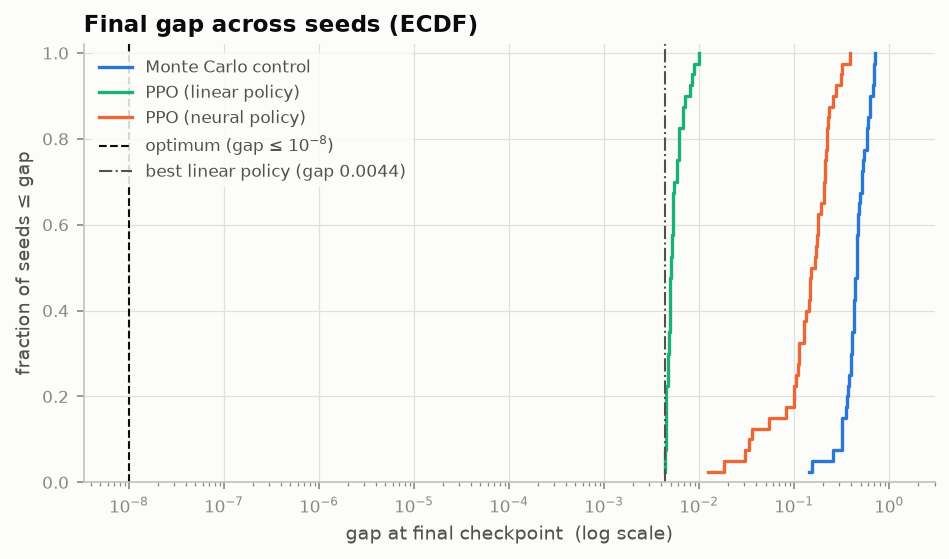 Final gap across seeds (ECDF)
fraction of seeds ≤ gap
1.0
0.8
0.6
0.4
0.2
0.0
Monte Carlo control
PPO (linear policy)
PPO (neural policy)
optimum (gap ≤ 10⁻⁸)
best linear policy (gap 0.0044)
10⁻⁸ 10⁻⁷ 10⁻⁶ 10⁻⁵ 10⁻⁴ 10⁻³ 10⁻² 10⁻¹ 10⁰
gap at final checkpoint (log scale)